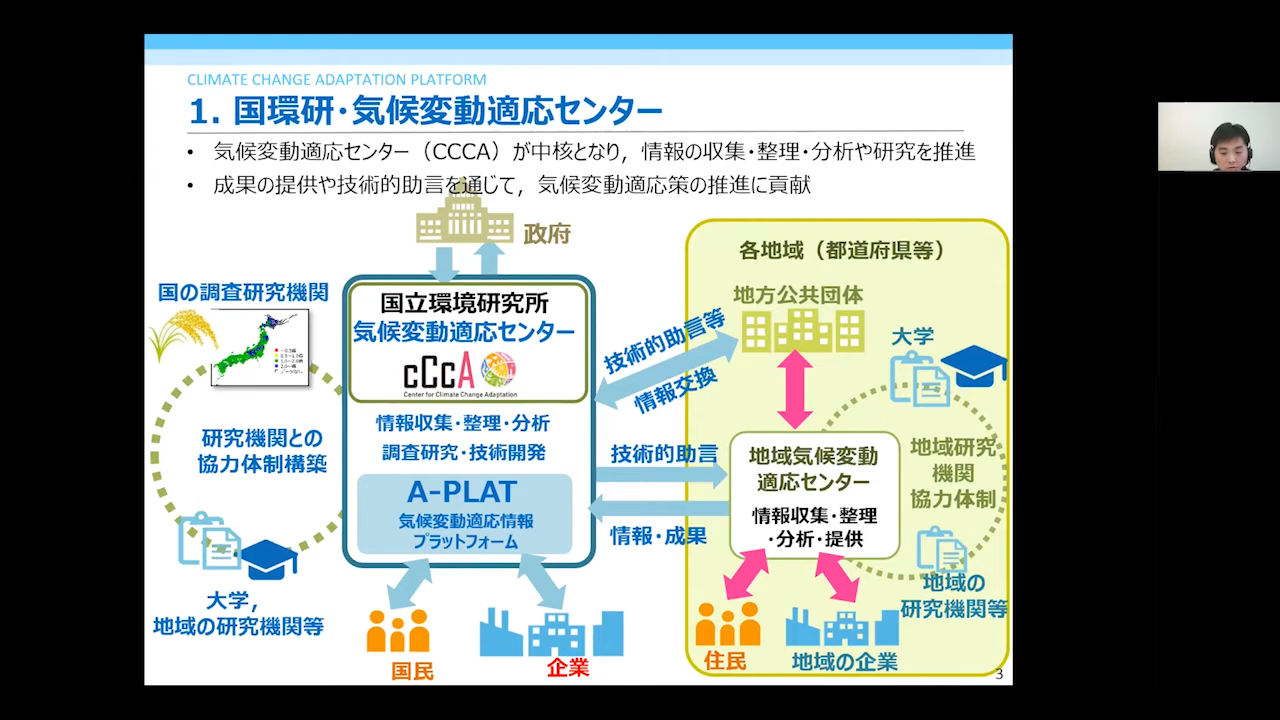 CLIMATE CHANGE ADAPTATION PLATFORM
1. 国環研・気候変動適応センター
• 気候変動適応センター（CCCA）が中核となり，情報の収集・整理・分析や研究を推進
• 成果の提供や技術的助言を通じて，気候変動適応策の推進に貢献
政府
国の調査研究機関
研究機関との
協力体制構築
大学，
地域の研究機関等
国立環境研究所
気候変動適応センター
CCCA
Center for Climate Change Adaptation
情報収集・整理・分析
調査研究・技術開発
A-PLAT
気候変動適応情報
プラットフォーム
国民
企業
技術的助言等
情報交換
技術的助言
情報・成果
各地域（都道府県等）
地方公共団体
大学
地域気候変動
適応センター
情報収集・整理
・分析・提供
地域研究
機関
協力体制
地域の
研究機関等
住民
地域の企業
3